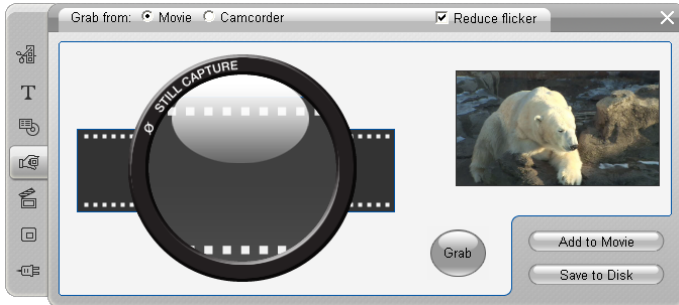 Grab from: Movie Camcorder Reduce flicker
Ø STILL CAPTURE
T
Grab
Add to Movie
Save to Disk